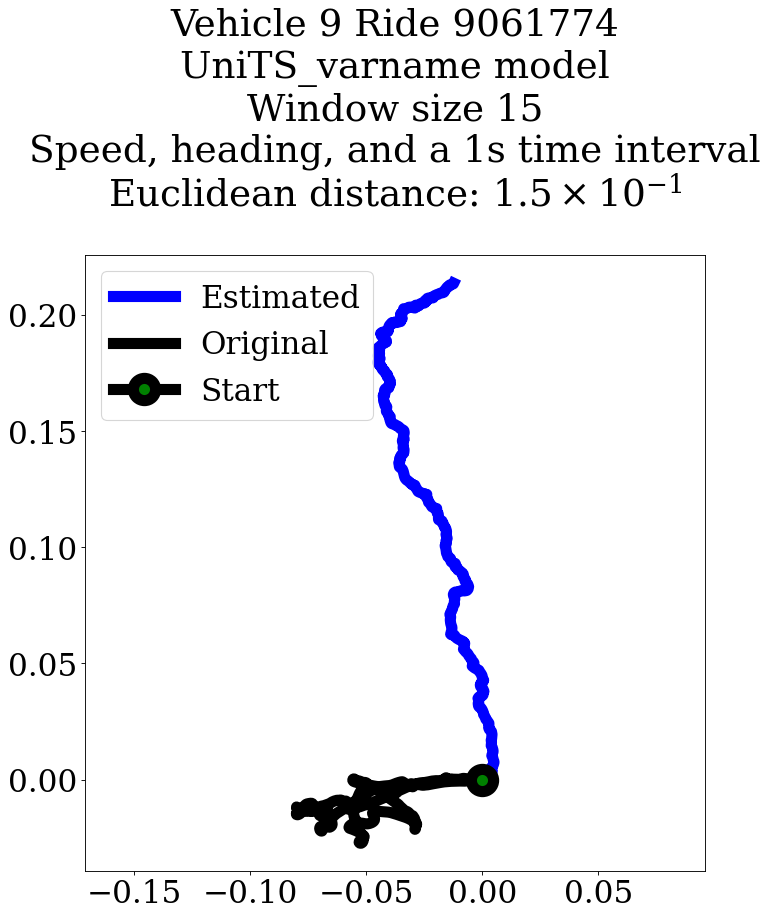 Vehicle 9 Ride 9061774
UniTS_varname model
Window size 15
Speed, heading, and a 1s time interval
Euclidean distance: 1.5 × 10⁻¹
Estimated
Original
Start
0.20
0.15
0.10
0.05
0.00
−0.15 −0.10 −0.05 0.00 0.05